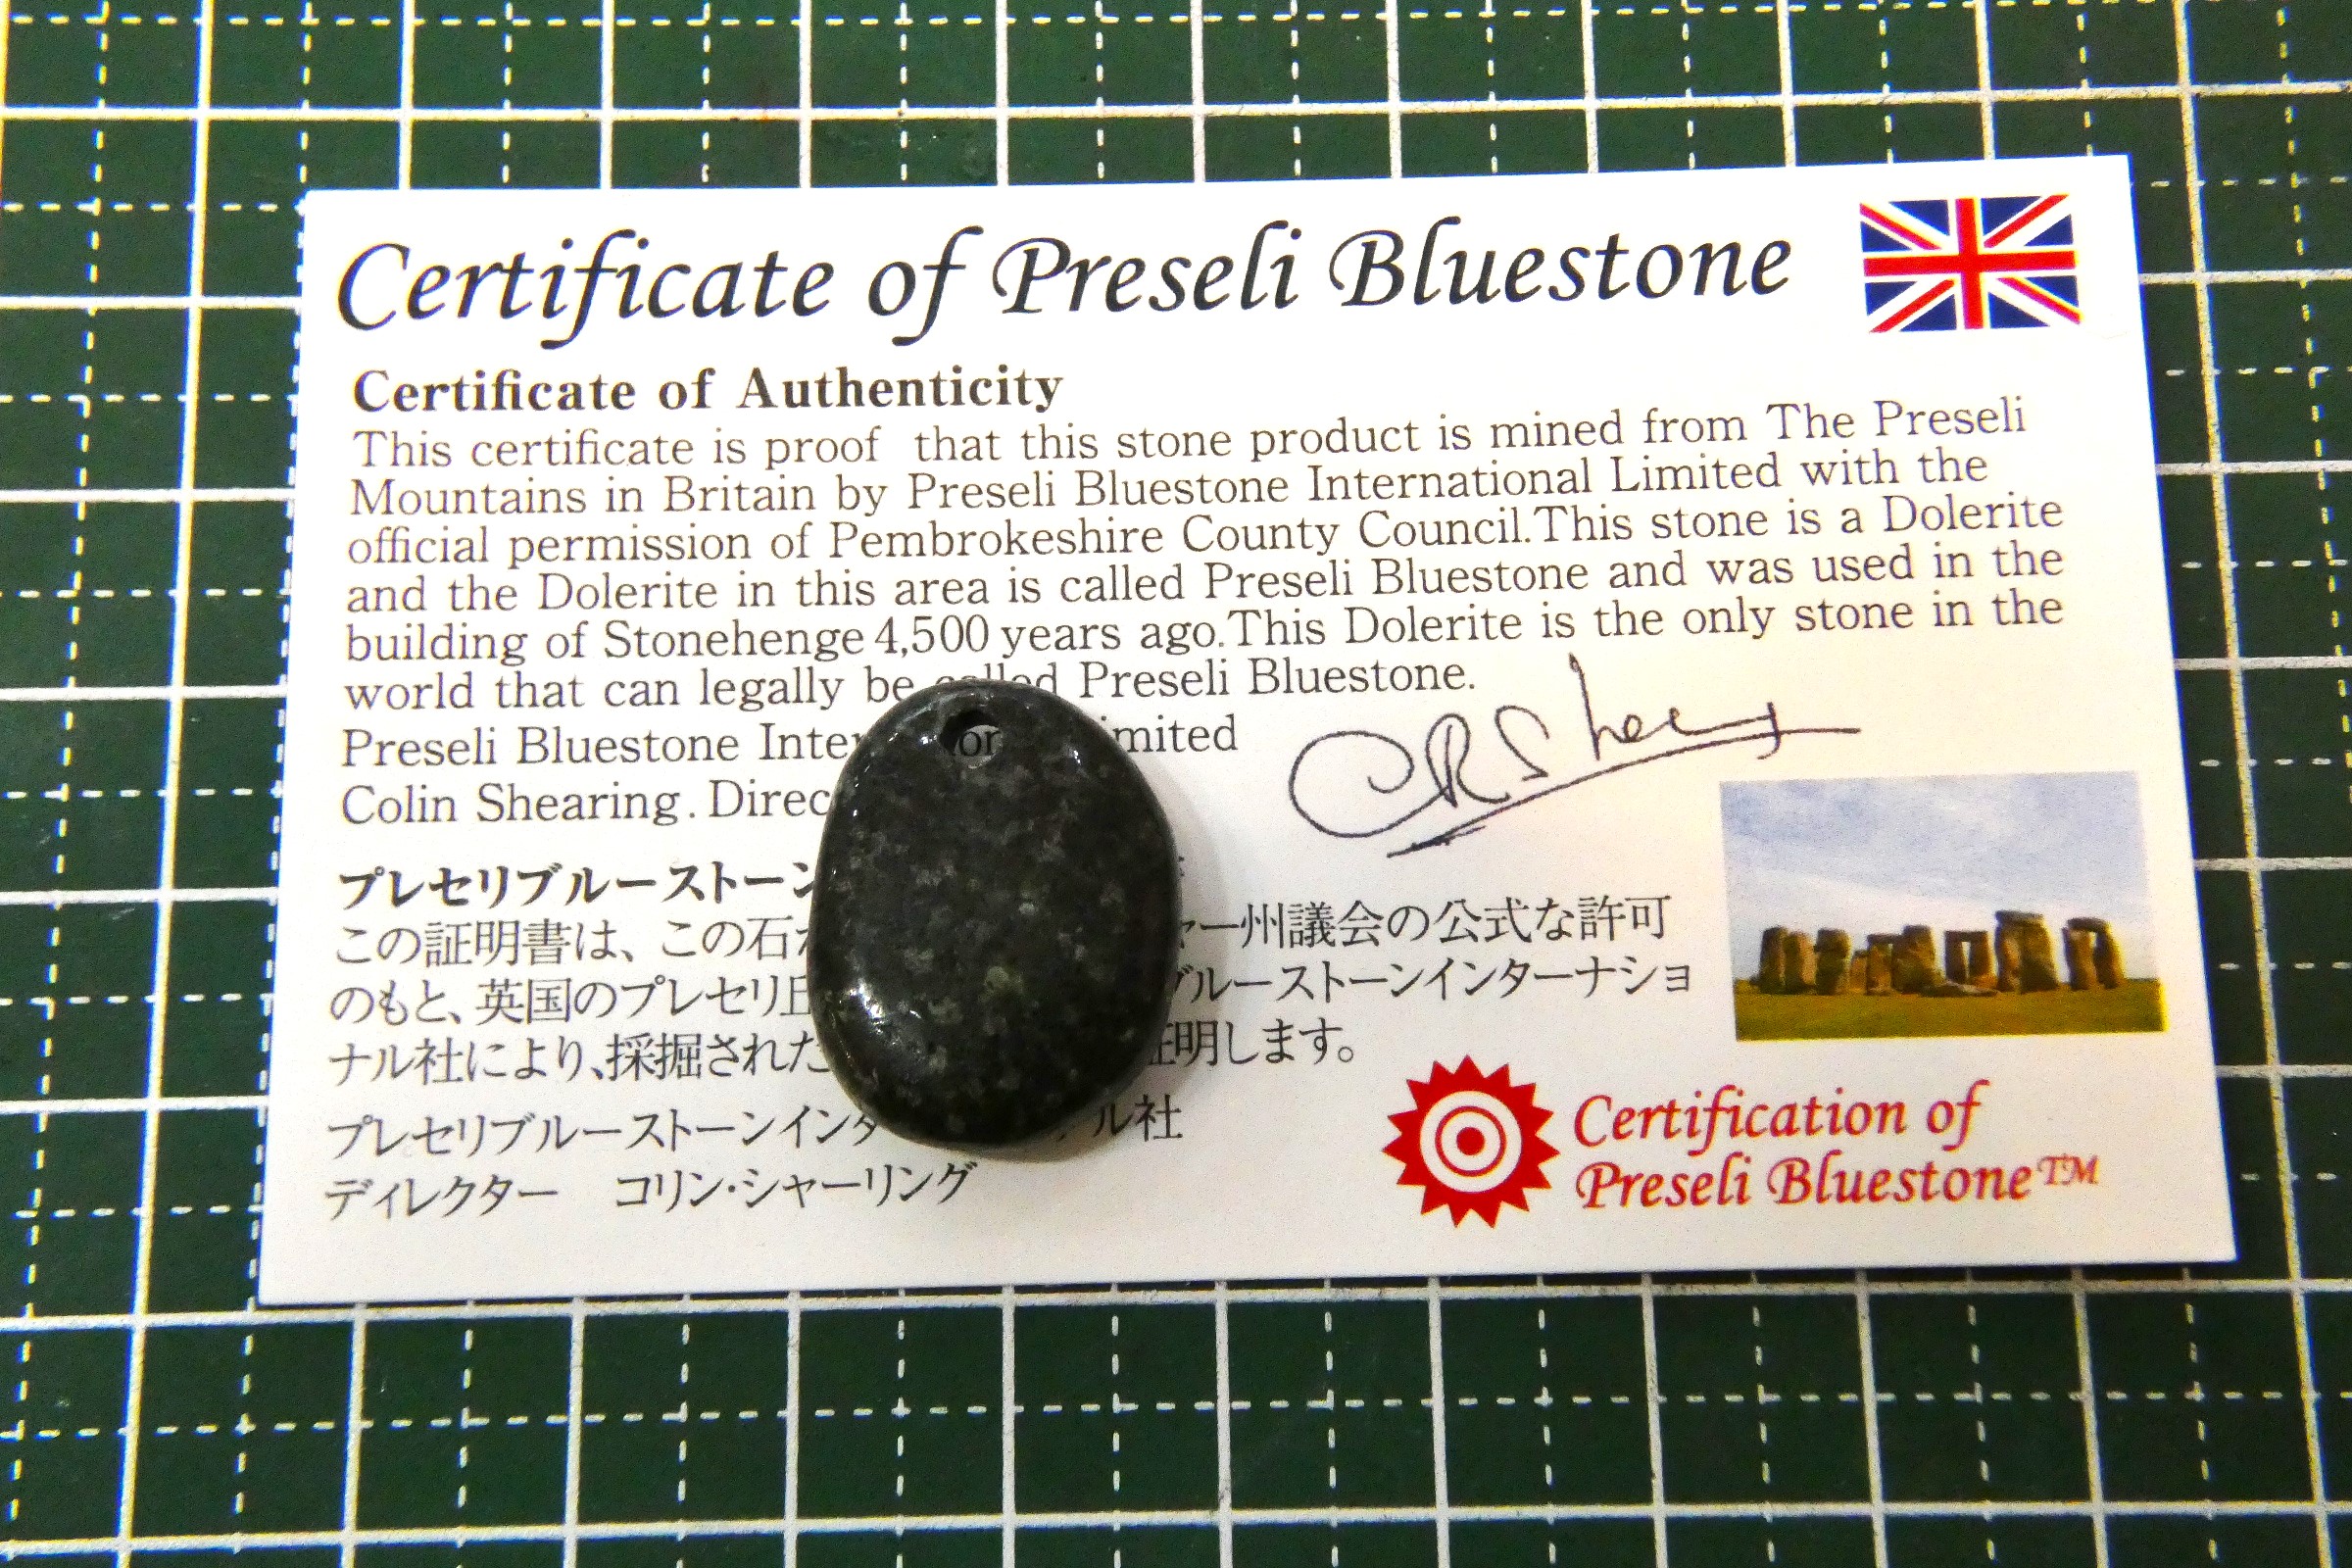 Certificate of Preseli Bluestone
Certificate of Authenticity
This certificate is proof that this stone product is mined from The Preseli
Mountains in Britain by Preseli Bluestone International Limited with the
official permission of Pembrokeshire County Council.This stone is a Dolerite
and the Dolerite in this area is called Preseli Bluestone and was used in the
building of Stonehenge 4,500 years ago.This Dolerite is the only stone in the
world that can legally be called Preseli Bluestone.
Preseli Bluestone
Colin Shearing.
プレセリブルーストーン
この証明書は、この石 ー州議会の公式な許可
のもと、英国のプレセリ ブルーストーンインターナショ
ナル社により、採掘された 証明します。
プレセリブルーストーンイン ル社
ディレクター コリン・シャーリング
Certification of
Preseli Bluestone™